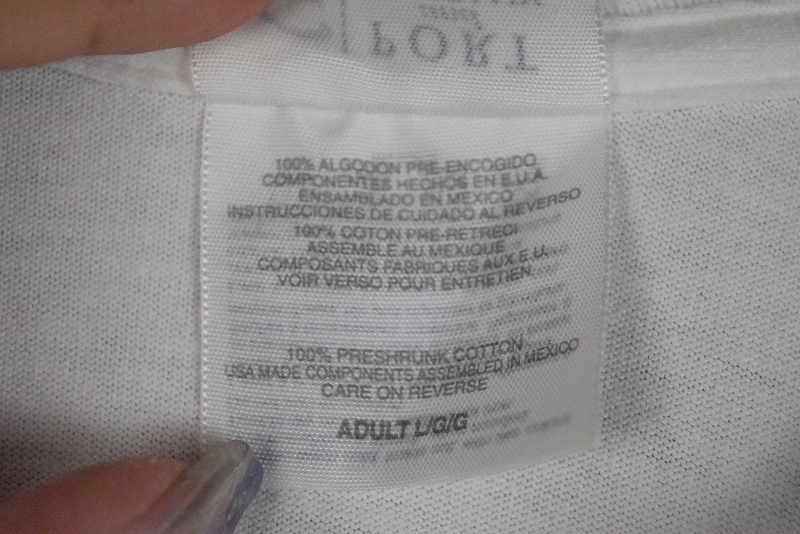 and
PORT
100% ALGODON PRE-ENCOGIDO
COMPONENTES HECHOS EN E.U.A.
ENSAMBLADO EN MEXICO
INSTRUCCIONES DE CUIDADO AL REVERSO
100% COTON PRE-RETRECI
ASSEMBLE AU MEXIQUE
COMPOSANTS FABRIQUES AUX E.U.
VOIR VERSO POUR ENTRETIEN
100% PRESHRUNK COTTON
USA MADE COMPONENTS ASSEMBLED IN MEXICO
CARE ON REVERSE
ADULT L/G/G